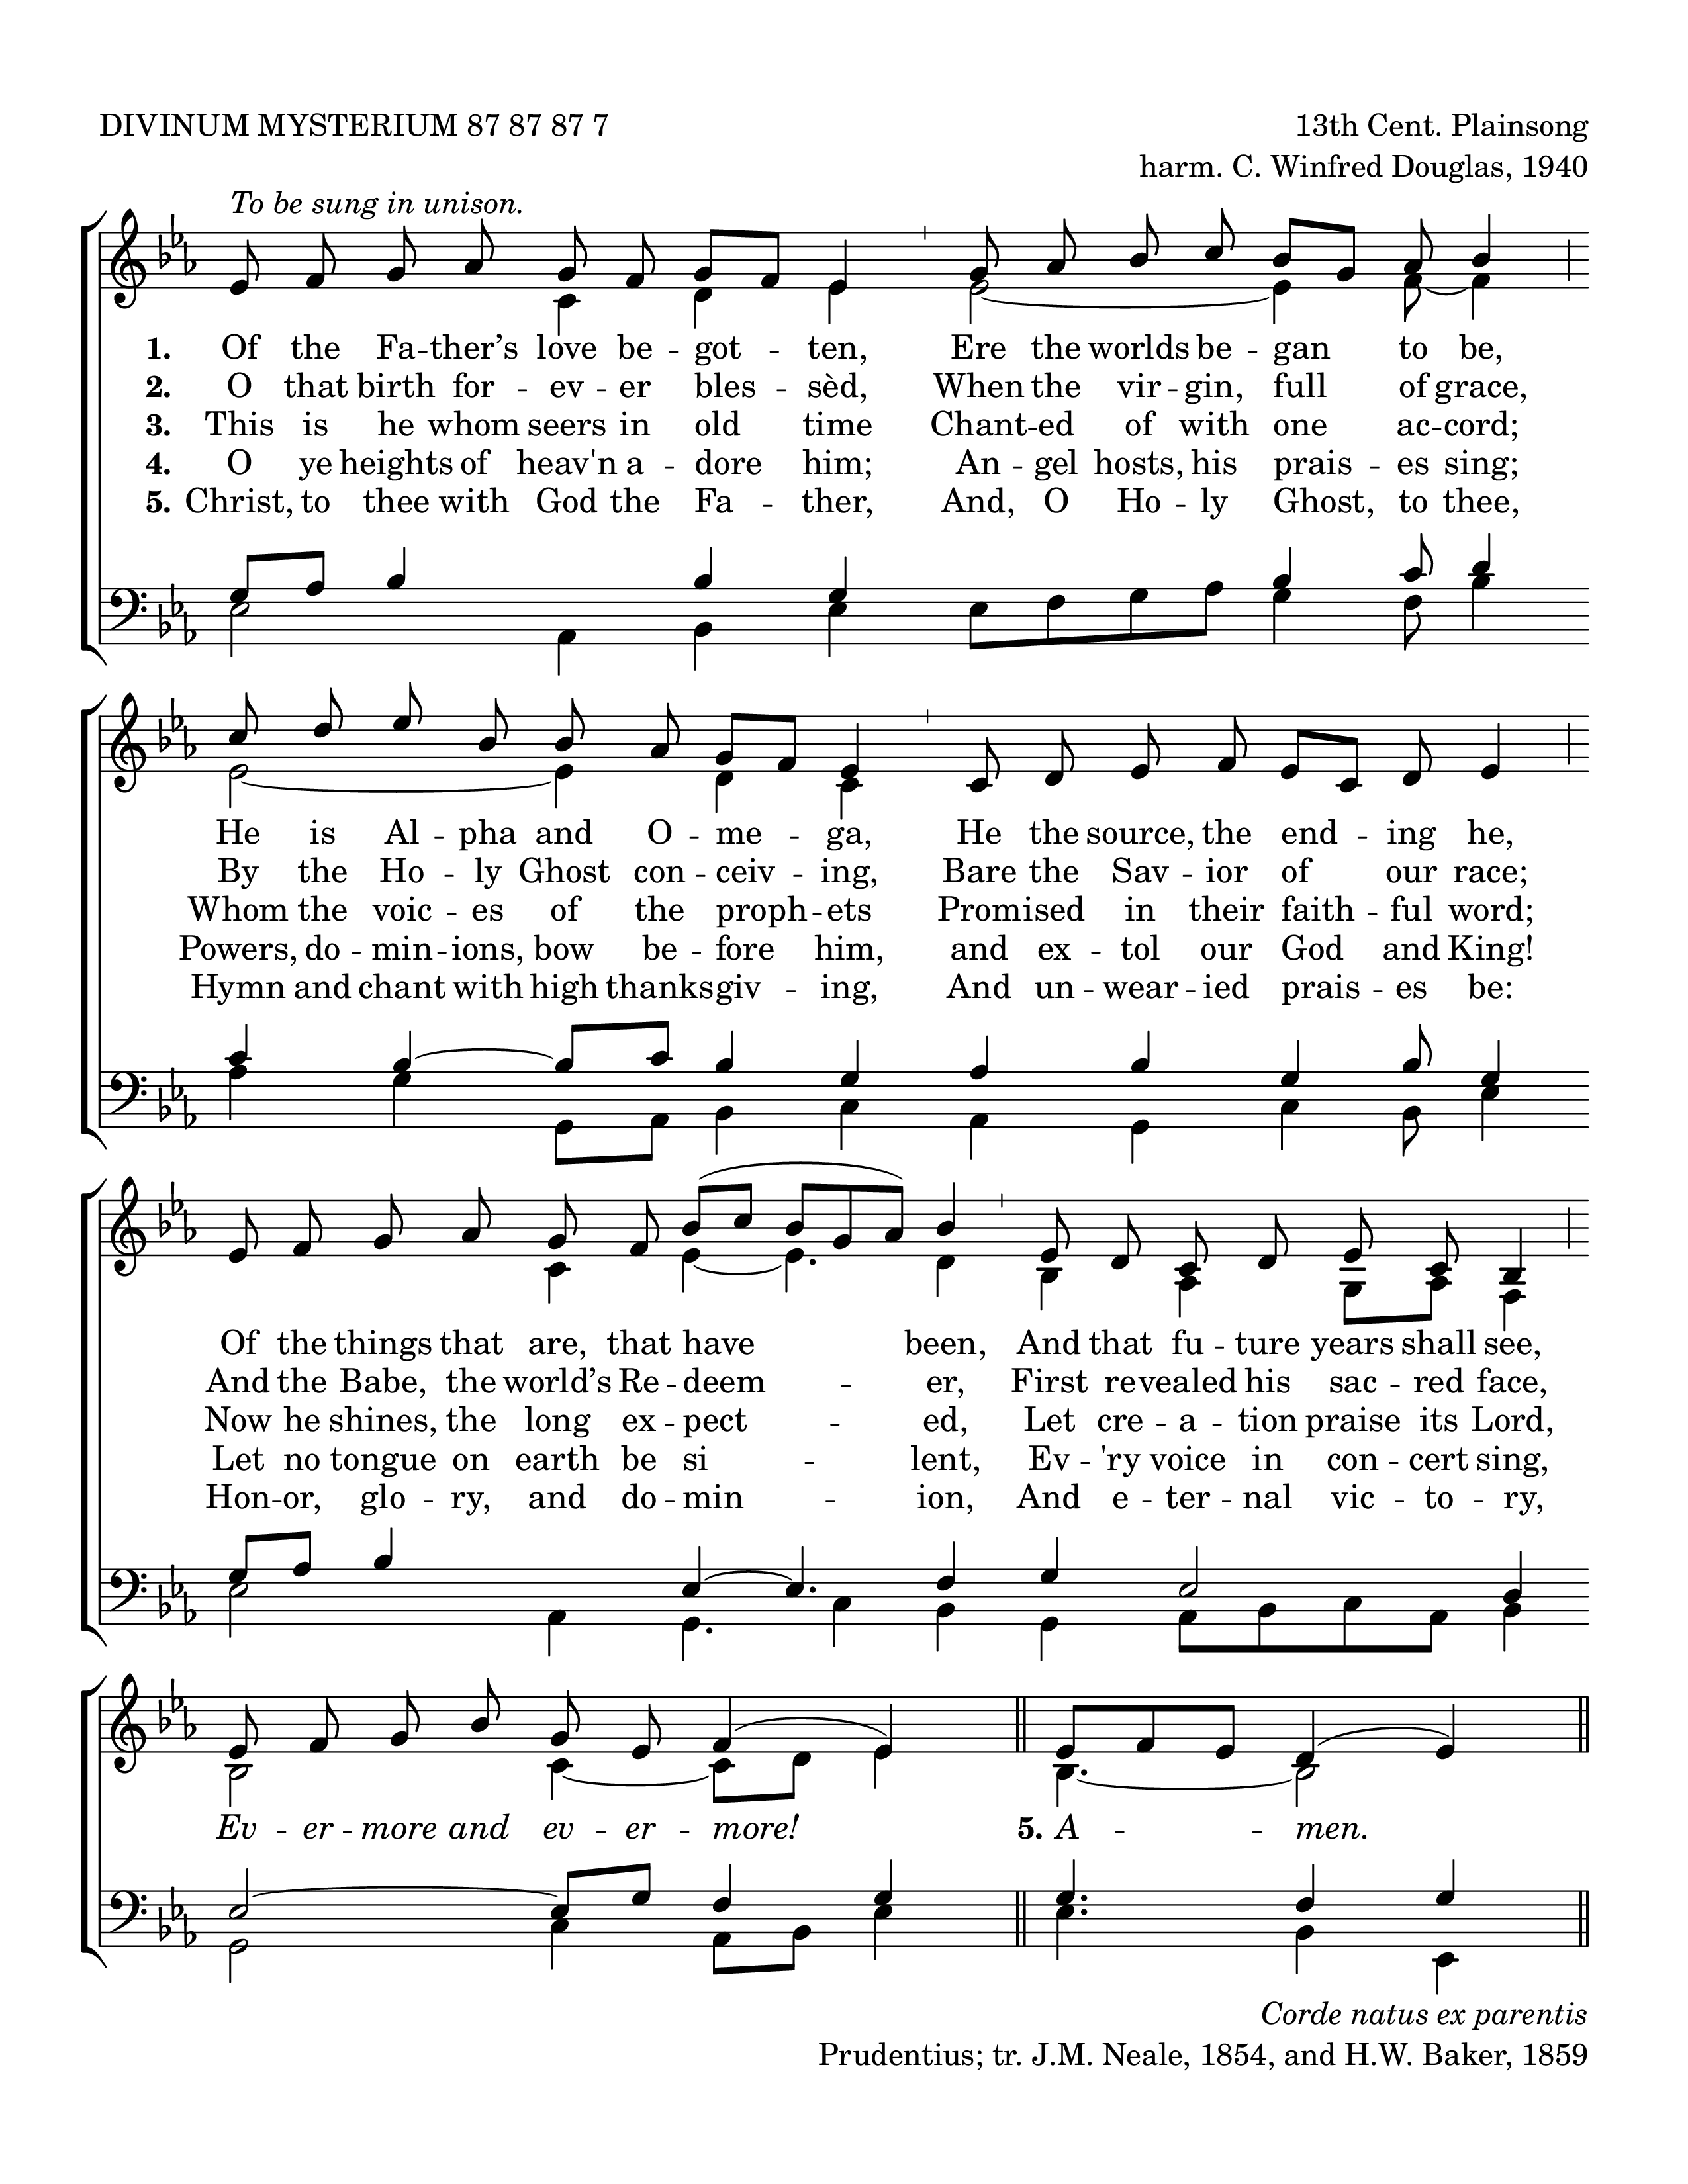 DIVINUM MYSTERIUM 87 87 87 7
13th Cent. Plainsong
harm. C. Winfred Douglas, 1940
To be sung in unison.
1. Of the Fa -- ther’s love be -- got -- ten, Ere the worlds be -- gan to be,
2. O that birth for -- ev -- er bles -- sèd, When the vir -- gin, full of grace,
3. This is he whom seers in old time Chant -- ed of with one ac -- cord;
4. O ye heights of heav'n a -- dore him; An -- gel hosts, his prais -- es sing;
5. Christ, to thee with God the Fa -- ther, And, O Ho -- ly Ghost, to thee,
He is Al -- pha and O -- me -- ga, He the source, the end -- ing he,
By the Ho -- ly Ghost con -- ceiv -- ing, Bare the Sav -- ior of our race;
Whom the voic -- es of the proph -- ets Promised in their faith -- ful word;
Powers, do -- min -- ions, bow be -- fore him, and ex -- tol our God and King!
Hymn and chant with high thanksgiv -- ing, And un -- wear -- ied prais -- es be:
Of the things that are, that have been, And that fu -- ture years shall see,
And the Babe, the world’s Re -- deem -- er, First revealed his sac -- red face,
Now he shines, the long ex -- pect -- ed, Let cre -- a -- tion praise its Lord,
Let no tongue on earth be si -- lent, Ev -- 'ry voice in con -- cert sing,
Hon -- or, glo -- ry, and do -- min -- ion, And e -- ter -- nal vic -- to -- ry,
Ev -- er -- more and ev -- er -- more! 5. A -- men.
Corde natus ex parentis
Prudentius; tr. J.M. Neale, 1854, and H.W. Baker, 1859